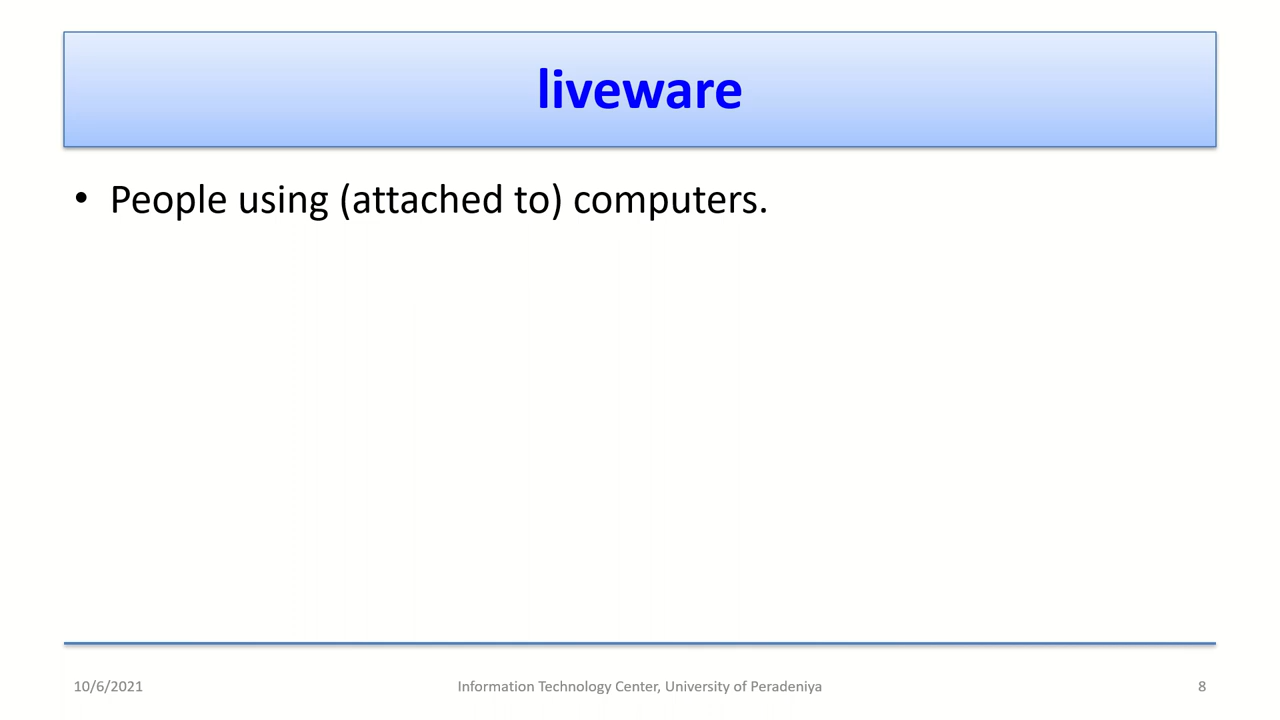 liveware
• People using (attached to) computers.
10/6/2021
Information Technology Center, University of Peradeniya
8